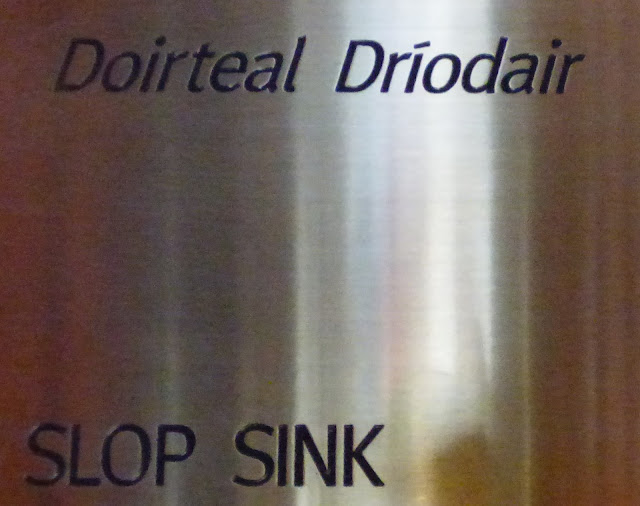 Doirteal Dríodair
SLOP SINK